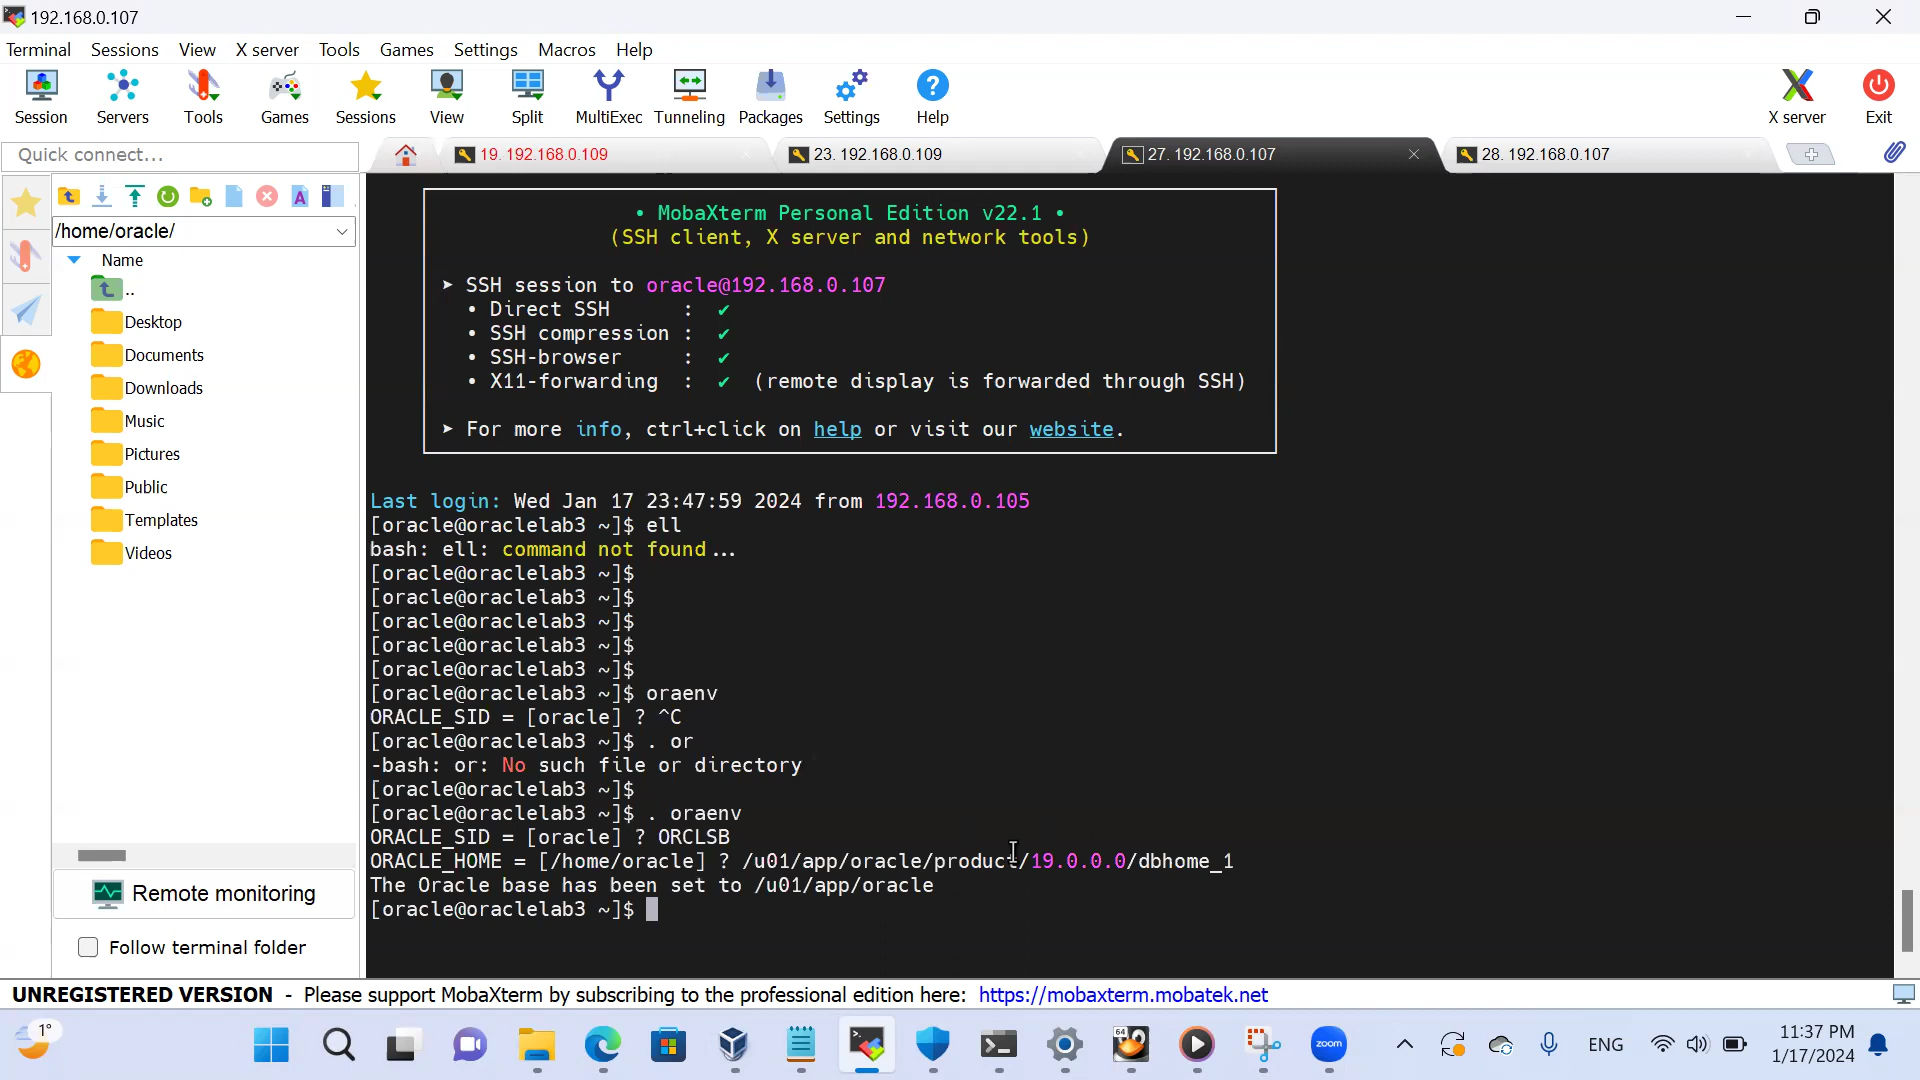 192.168.0.107
Terminal Sessions View X server Tools Games Settings Macros Help
Session Servers Tools Games Sessions View Split MultiExec Tunneling Packages Settings Help X server Exit
Quick connect...
19. 192.168.0.109
23. 192.168.0.109
27. 192.168.0.107
28. 192.168.0.107
/home/oracle/
Name
..
Desktop
Documents
Downloads
Music
Pictures
Public
Templates
Videos
Remote monitoring
Follow terminal folder
• MobaXterm Personal Edition v22.1 •
(SSH client, X server and network tools)
➤ SSH session to oracle@192.168.0.107
• Direct SSH : ✔
• SSH compression : ✔
• SSH-browser : ✔
• X11-forwarding : ✔ (remote display is forwarded through SSH)
➤ For more info, ctrl+click on help or visit our website.
Last login: Wed Jan 17 23:47:59 2024 from 192.168.0.105
[oracle@oraclelab3 ~]$ ell
bash: ell: command not found...
[oracle@oraclelab3 ~]$
[oracle@oraclelab3 ~]$
[oracle@oraclelab3 ~]$
[oracle@oraclelab3 ~]$
[oracle@oraclelab3 ~]$
[oracle@oraclelab3 ~]$ oraenv
ORACLE_SID = [oracle] ? ^C
[oracle@oraclelab3 ~]$ . or
-bash: or: No such file or directory
[oracle@oraclelab3 ~]$
[oracle@oraclelab3 ~]$ . oraenv
ORACLE_SID = [oracle] ? ORCLSB
ORACLE_HOME = [/home/oracle] ? /u01/app/oracle/product/19.0.0.0/dbhome_1
The Oracle base has been set to /u01/app/oracle
[oracle@oraclelab3 ~]$
UNREGISTERED VERSION - Please support MobaXterm by subscribing to the professional edition here: https://mobaxterm.mobatek.net
1°
64
zoom
ENG
11:37 PM
1/17/2024